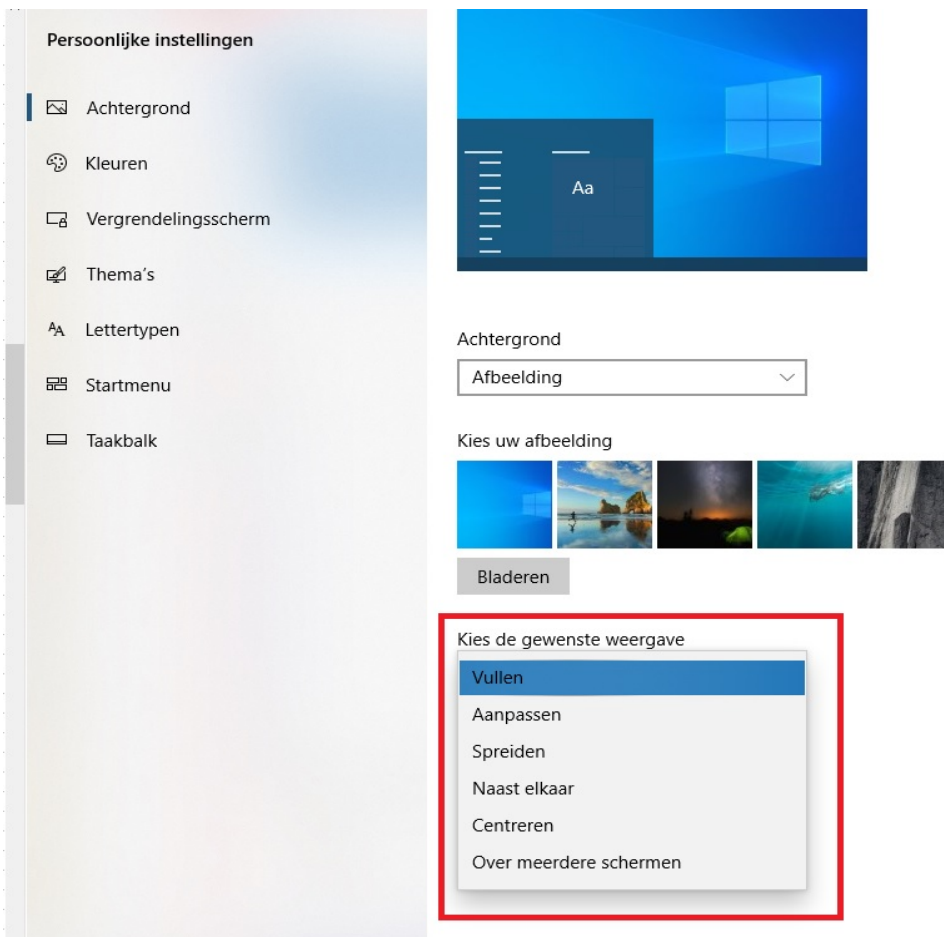 Persoonlijke instellingen
Achtergrond
Kleuren
Vergrendelingsscherm
Thema's
Lettertypen
Startmenu
Taakbalk
Aa
Achtergrond
Afbeelding
Kies uw afbeelding
Bladeren
Kies de gewenste weergave
Vullen
Aanpassen
Spreiden
Naast elkaar
Centreren
Over meerdere schermen